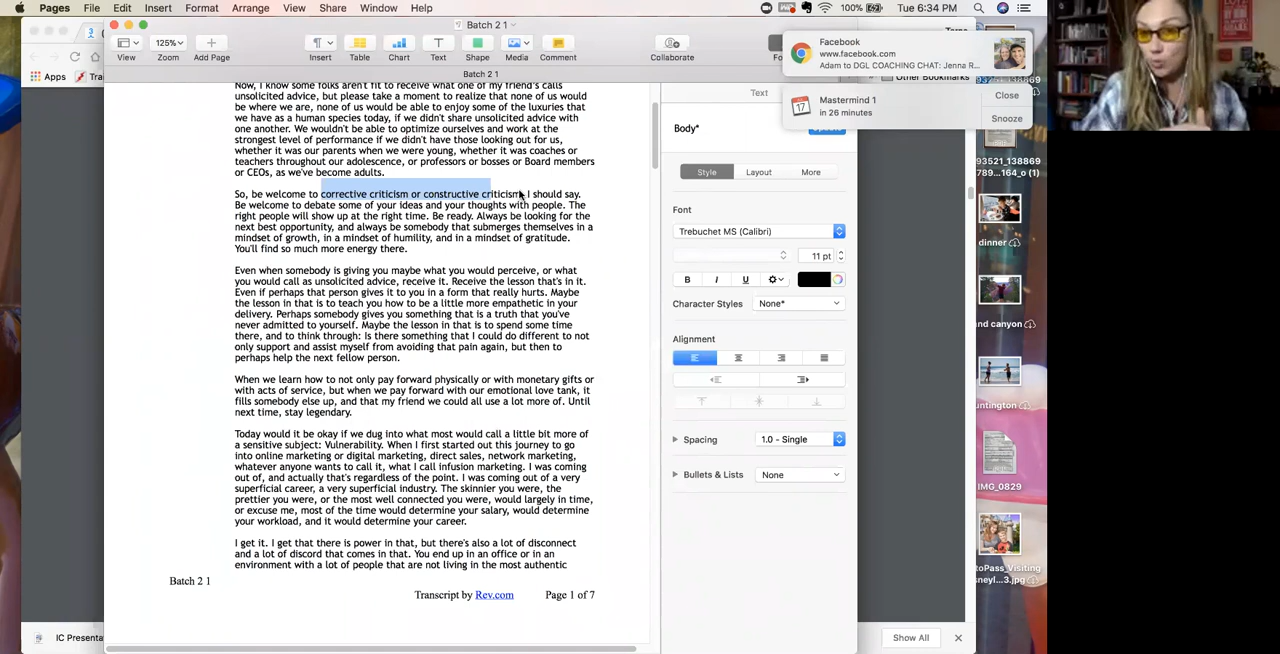 Pages File Edit Insert Format Arrange View Share Window Help 100% Tue 6:34 PM
Batch 2 1
125%
View Zoom Add Page Insert Table Chart Text Shape Media Comment Collaborate
Batch 2 1
Apps
Other Bookmarks
Facebook
www.facebook.com
Adam to DGL COACHING CHAT: Jenna R...
Mastermind 1
in 26 minutes
Close
Snooze
Now, I know some folks aren't fit to receive what one of my friend's calls
unsolicited advice, but please take a moment to realize that none of us would
be where we are, none of us would be able to enjoy some of the luxuries that
we have as a human species today, if we didn't share unsolicited advice with
one another. We wouldn't be able to optimize ourselves and work at the
strongest level of performance if we didn't have those looking out for us,
whether it was our parents when we were young, whether it was coaches or
teachers throughout our adolescence, or professors or bosses or Board members
or CEOs, as we've become adults.
So, be welcome to corrective criticism or constructive criticism I should say.
Be welcome to debate some of your ideas and your thoughts with people. The
right people will show up at the right time. Be ready. Always be looking for the
next best opportunity, and always be somebody that submerges themselves in a
mindset of growth, in a mindset of humility, and in a mindset of gratitude.
You'll find so much more energy there.
Even when somebody is giving you maybe what you would perceive, or what
you would call as unsolicited advice, receive it. Receive the lesson that's in it.
Even if perhaps that person gives it to you in a form that really hurts. Maybe
the lesson in that is to teach you how to be a little more empathetic in your
delivery. Perhaps somebody gives you something that is a truth that you've
never admitted to yourself. Maybe the lesson in that is to spend some time
there, and to think through: Is there something that I could do different to not
only support and assist myself from avoiding that pain again, but then to
perhaps help the next fellow person.
When we learn how to not only pay forward physically or with monetary gifts or
with acts of service, but when we pay forward with our emotional love tank, it
fills somebody else up, and that my friend we could all use a lot more of. Until
next time, stay legendary.
Today would it be okay if we dug into what most would call a little bit more of
a sensitive subject: Vulnerability. When I first started out this journey to go
into online marketing or digital marketing, direct sales, network marketing,
whatever anyone wants to call it, what I call infusion marketing. I was coming
out of, and actually that's regardless of the point. I was coming out of a very
superficial career, a very superficial industry. The skinnier you were, the
prettier you were, or the most well connected you were, would largely in time,
or excuse me, most of the time would determine your salary, would determine
your workload, and it would determine your career.
I get it. I get that there is power in that, but there's also a lot of disconnect
and a lot of discord that comes in that. You end up in an office or in an
environment with a lot of people that are not living in the most authentic
Batch 2 1
Transcript by Rev.com Page 1 of 7
Text
Body*
Style Layout More
Font
Trebuchet MS (Calibri)
11 pt
B I U
Character Styles None*
Alignment
Spacing 1.0 - Single
Bullets & Lists None
93521_138869
789...164_o (1)
dinner
and canyon
untington
IMG_0829
toPass_Visiting
sneyl...3.jpg
IC Presenta
Show All